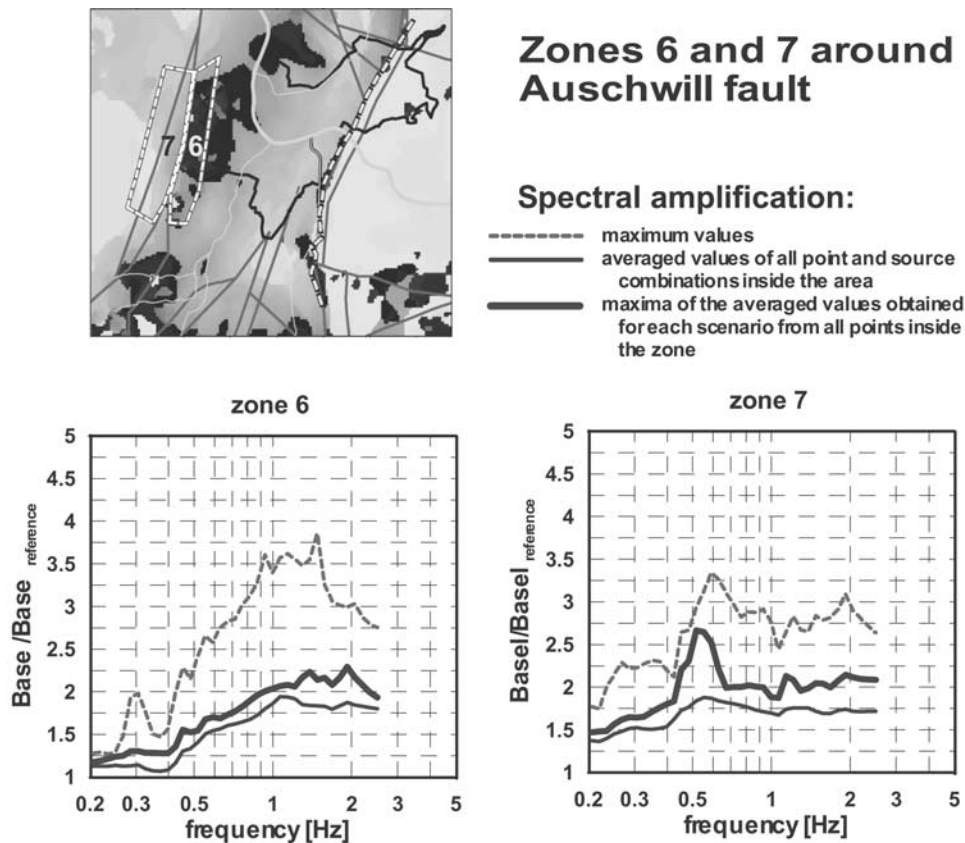 Zones 6 and 7 around
Auschwill fault
7
6
Spectral amplification:
maximum values
averaged values of all point and source
combinations inside the area
maxima of the averaged values obtained
for each scenario from all points inside
the zone
zone 6
5
4.5
4
3.5
3
2.5
2
1.5
1
Base /Base reference
0.2 0.3 0.5 1 2 3 5
frequency [Hz]
zone 7
5
4.5
4
3.5
3
2.5
2
1.5
1
Basel/Basel reference
0.2 0.3 0.5 1 2 3 5
frequency [Hz]